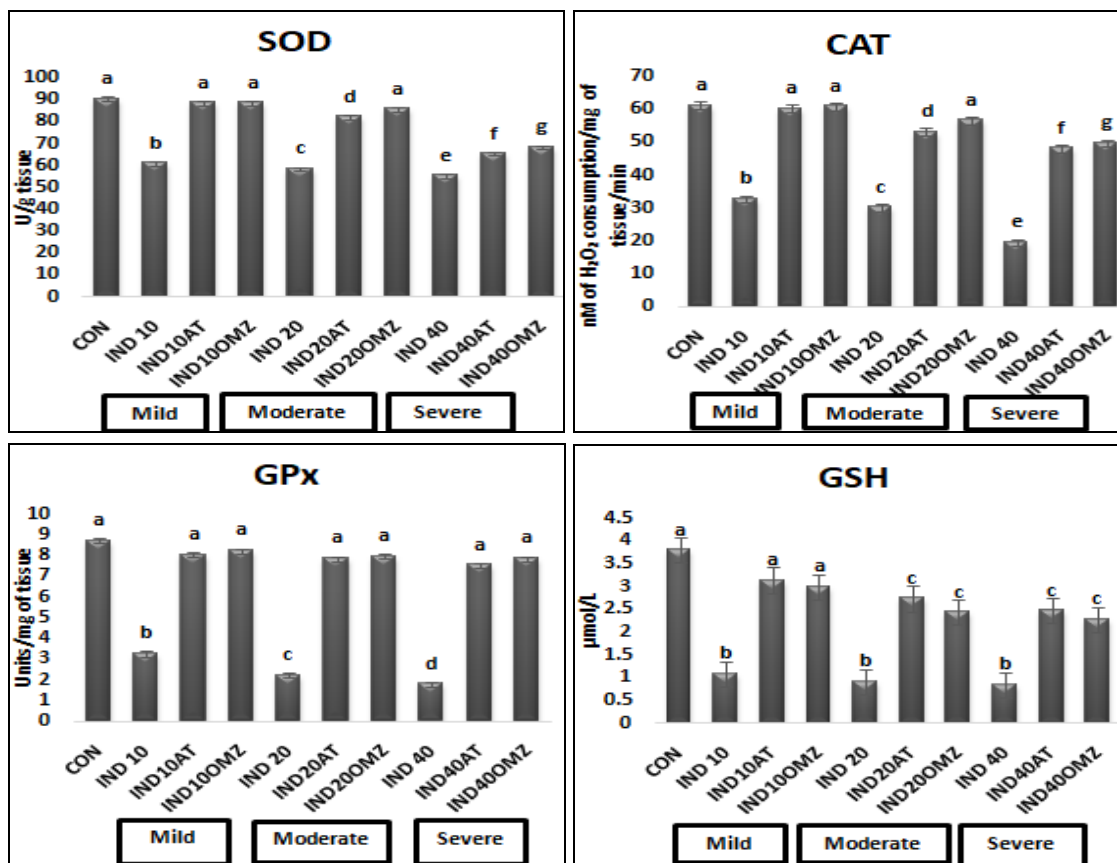 SOD
U/g tissue
100
90
80
70
60
50
40
30
20
10
0
a
b
a
a
c
d
a
e
f
g
CON
IND 10
IND10AT
IND10OMZ
IND 20
IND20AT
IND20OMZ
IND 40
IND40AT
IND40OMZ
Mild
Moderate
Severe
CAT
nM of H₂O₂ consumption/mg of
tissue/min
70
60
50
40
30
20
10
0
a
b
a
a
c
d
a
e
f
g
CON
IND 10
IND10AT
IND10OMZ
IND 20
IND20AT
IND20OMZ
IND 40
IND40AT
IND40OMZ
Mild
Moderate
Severe
GPx
Units/mg of tissue
10
9
8
7
6
5
4
3
2
1
0
a
b
a
a
c
a
a
d
a
a
CON
IND 10
IND10AT
IND10OMZ
IND 20
IND20AT
IND20OMZ
IND 40
IND40AT
IND40OMZ
Mild
Moderate
Severe
GSH
µmol/L
4.5
4
3.5
3
2.5
2
1.5
1
0.5
0
a
b
a
a
b
c
c
b
c
c
CON
IND 10
IND10AT
IND10OMZ
IND 20
IND20AT
IND20OMZ
IND 40
IND40AT
IND40OMZ
Mild
Moderate
Severe